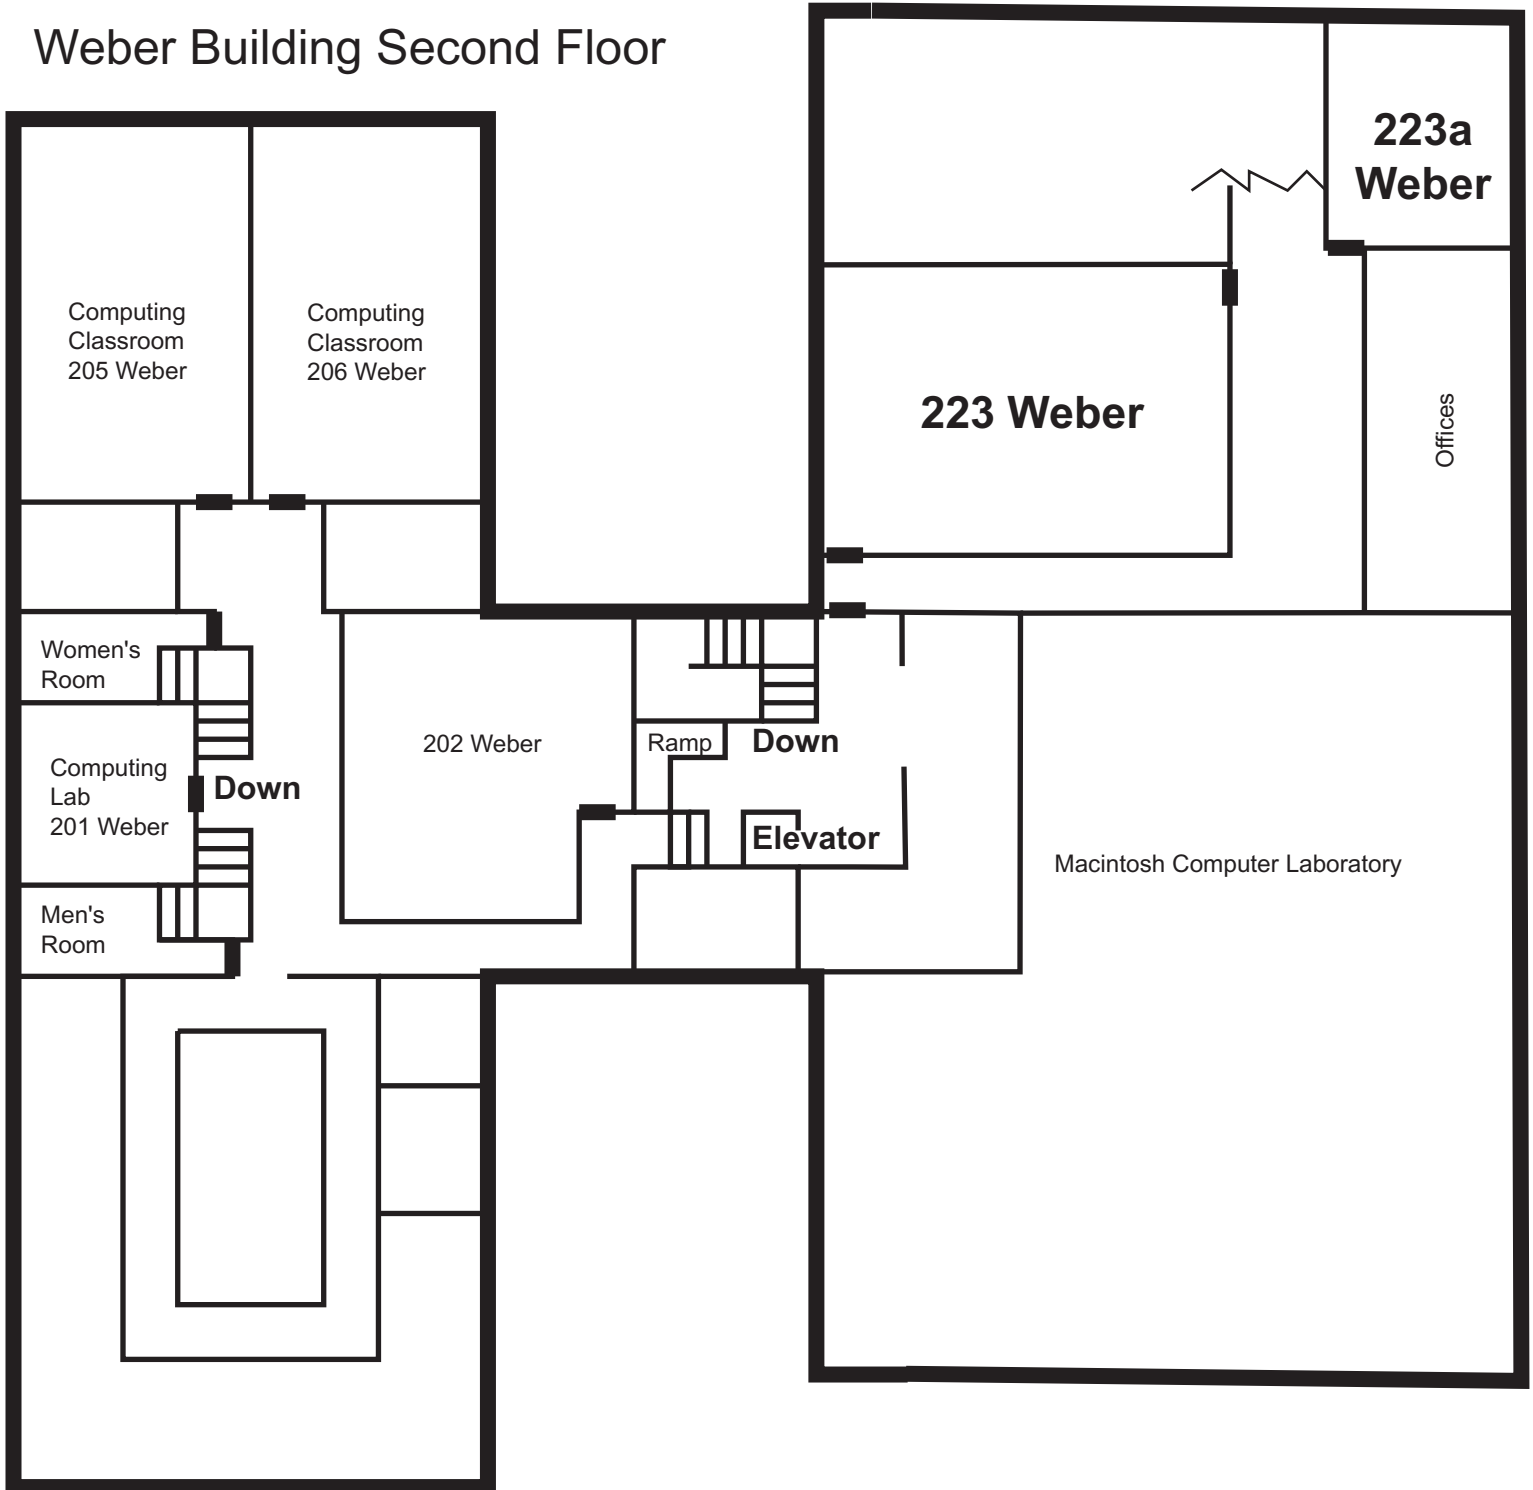 Weber Building Second Floor
223a
Weber
Computing
Classroom
205 Weber
Computing
Classroom
206 Weber
223 Weber
Offices
Women's
Room
202 Weber
Ramp
Down
Computing
Lab
201 Weber
Down
Elevator
Macintosh Computer Laboratory
Men's
Room